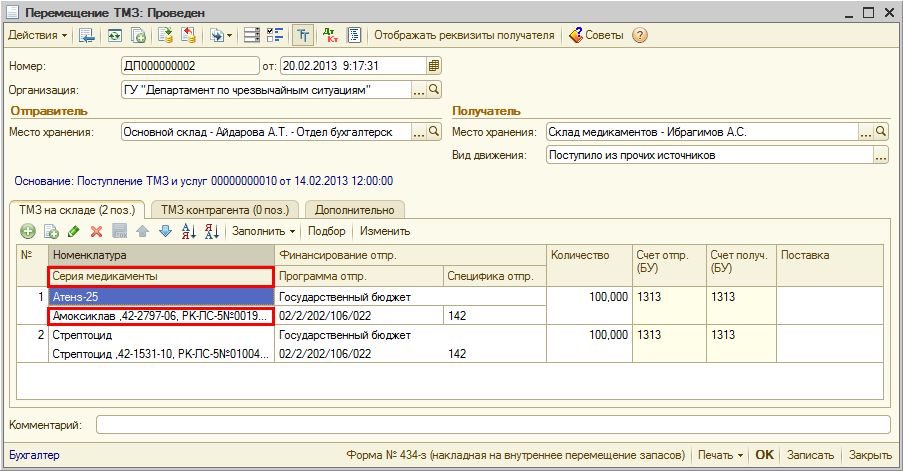 Перемещение ТМЗ: Проведен
Действия Дт Кт Отображать реквизиты получателя Советы
Номер: ДП000000002 от: 20.02.2013 9:17:31
Организация: ГУ "Департамент по чрезвычайным ситуациям" ...
Отправитель Получатель
Место хранения: Основной склад - Айдарова А.Т. - Отдел бухгалтерск ... Место хранения: Склад медикаментов - Ибрагимов А.С. ...
Вид движения: Поступило из прочих источников ...
Основание: Поступление ТМЗ и услуг 00000000010 от 14.02.2013 12:00:00
ТМЗ на складе (2 поз.) ТМЗ контрагента (0 поз.) Дополнительно
Заполнить Подбор Изменить
№ Номенклатура Финансирование отпр. Количество Счет отпр. (БУ) Счет получ. (БУ) Поставка
Серия медикаменты Программа отпр. Специфика отпр.
1 Атенз-25 Государственный бюджет 100,000 1313 1313
Амоксиклав ,42-2797-06, РК-ЛС-5№0019... 02/2/202/106/022 142
2 Стрептоцид Государственный бюджет 100,000 1313 1313
Стрептоцид ,42-1531-10, РК-ЛС-5№01004... 02/2/202/106/022 142
Комментарий:
Бухгалтер Форма № 434-з (накладная на внутреннее перемещение запасов) Печать OK Записать Закрыть